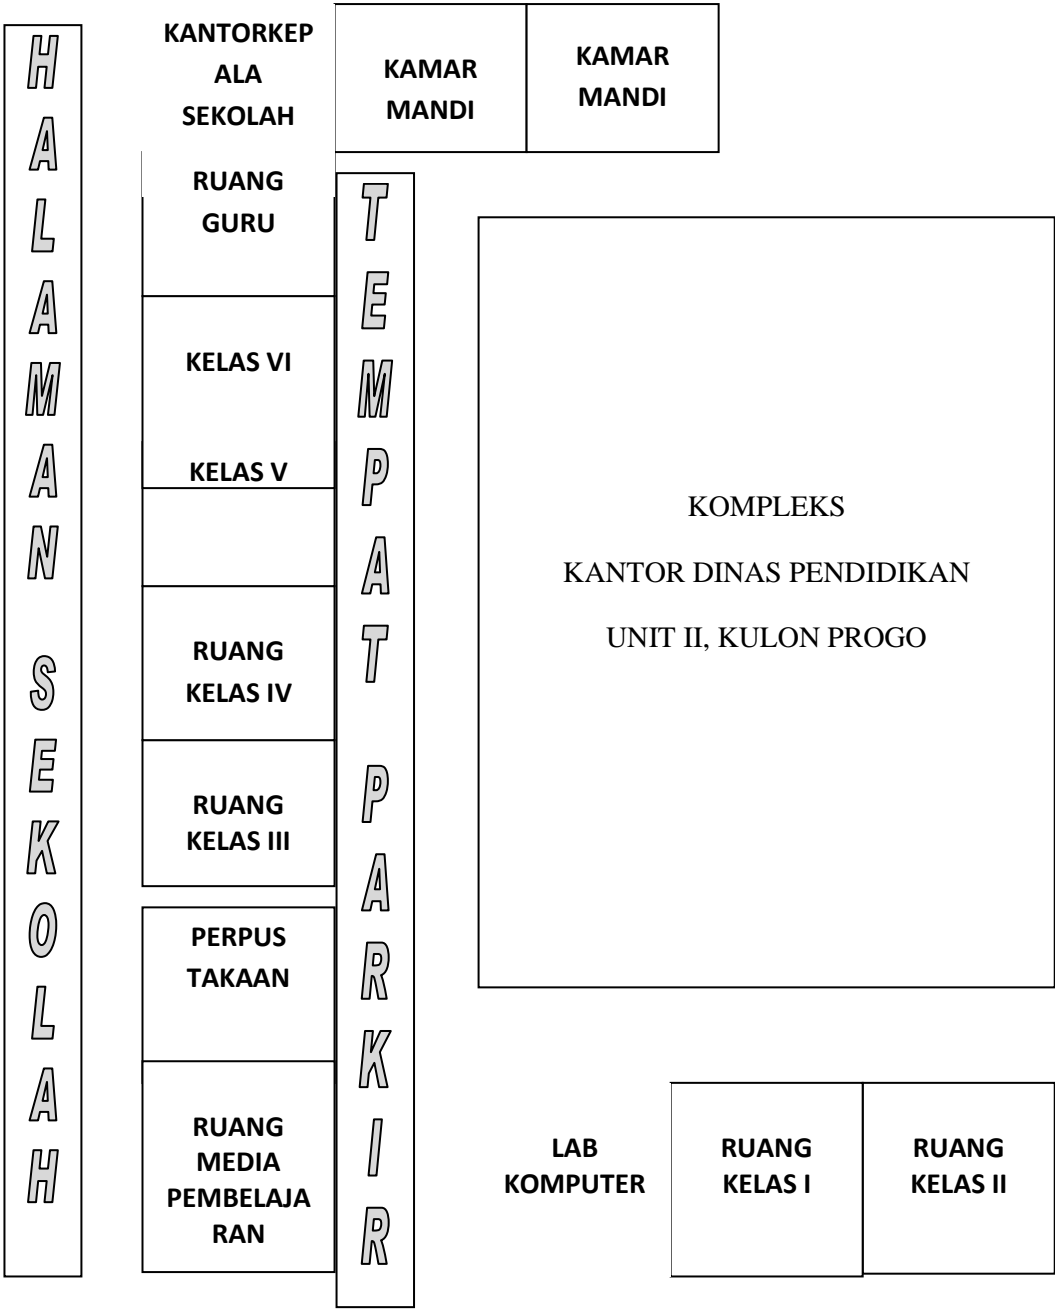 HALAMAN SEKOLAH
KANTORKEP
ALA
SEKOLAH
KAMAR
MANDI
KAMAR
MANDI
RUANG
GURU
KELAS VI
KELAS V
RUANG
KELAS IV
RUANG
KELAS III
PERPUS
TAKAAN
RUANG
MEDIA
PEMBELAJA
RAN
TEMPAT PARKIR
KOMPLEKS
KANTOR DINAS PENDIDIKAN
UNIT II, KULON PROGO
LAB
KOMPUTER
RUANG
KELAS I
RUANG
KELAS II